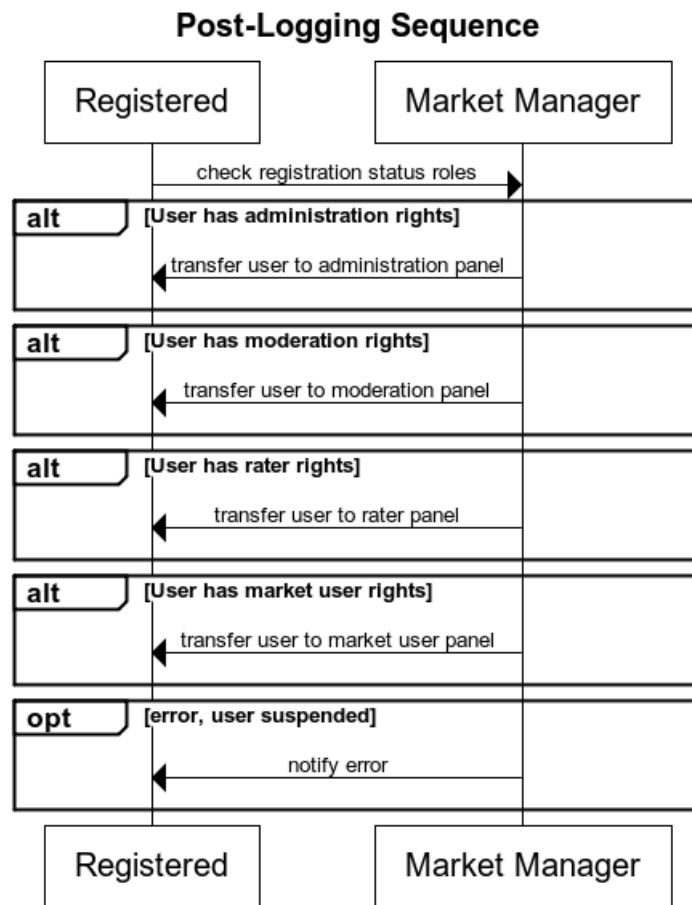 Post-Logging Sequence
Registered
Market Manager
check registration status roles
alt
[User has administration rights]
transfer user to administration panel
alt
[User has moderation rights]
transfer user to moderation panel
alt
[User has rater rights]
transfer user to rater panel
alt
[User has market user rights]
transfer user to market user panel
opt
[error, user suspended]
notify error
Registered
Market Manager